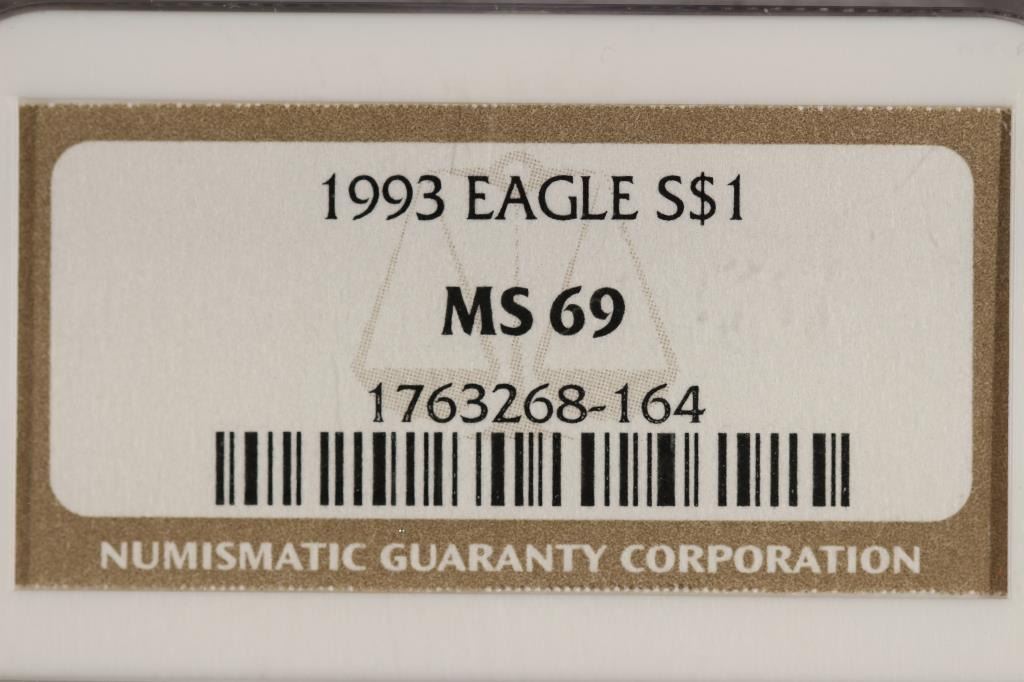 1993 EAGLE S$1
MS 69
1763268-164
NUMISMATIC GUARANTY CORPORATION